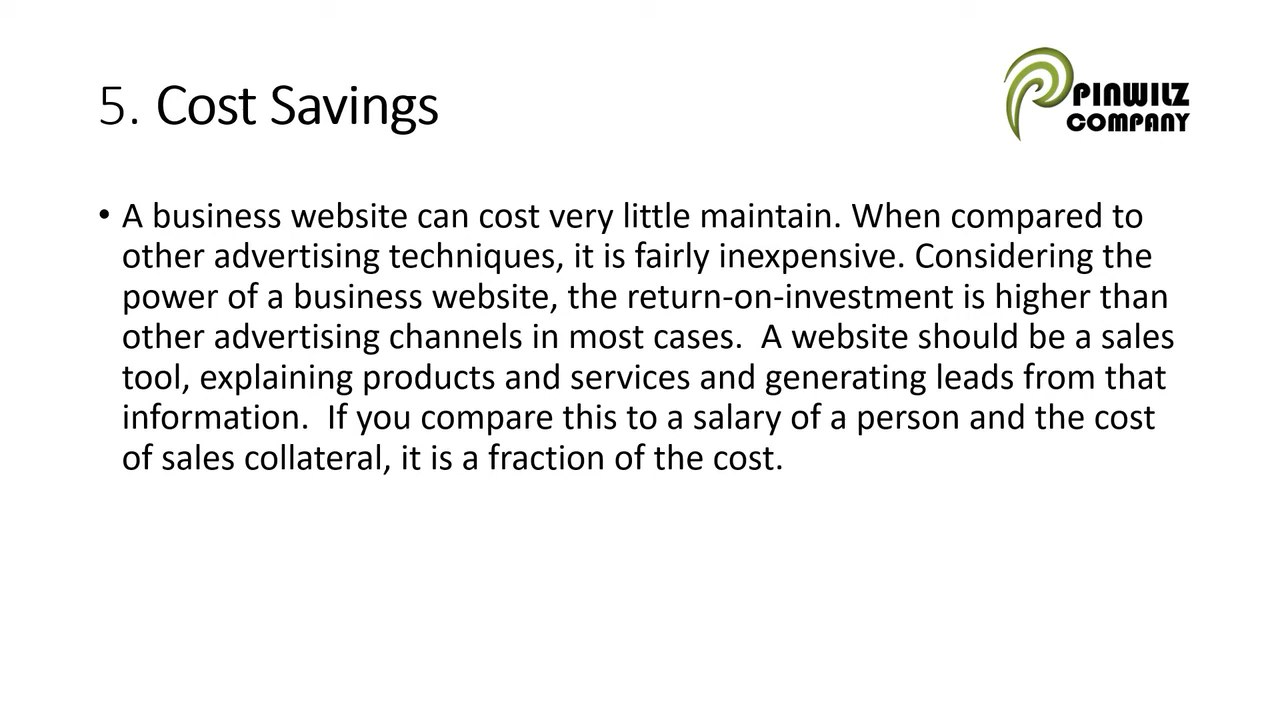 5. Cost Savings
PINWILZ
COMPANY
• A business website can cost very little maintain. When compared to
other advertising techniques, it is fairly inexpensive. Considering the
power of a business website, the return-on-investment is higher than
other advertising channels in most cases.  A website should be a sales
tool, explaining products and services and generating leads from that
information.  If you compare this to a salary of a person and the cost
of sales collateral, it is a fraction of the cost.